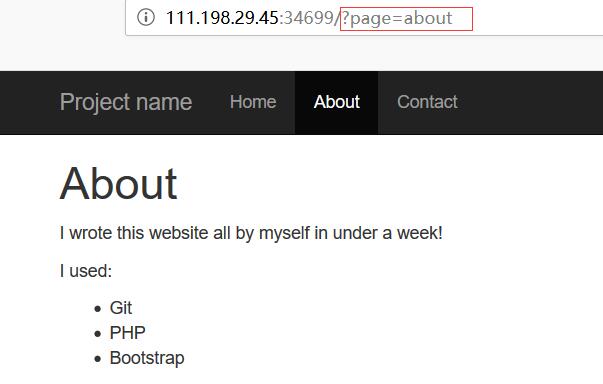 111.198.29.45:34699/?page=about
Project name Home About Contact
About
I wrote this website all by myself in under a week!
I used:
• Git
• PHP
• Bootstrap